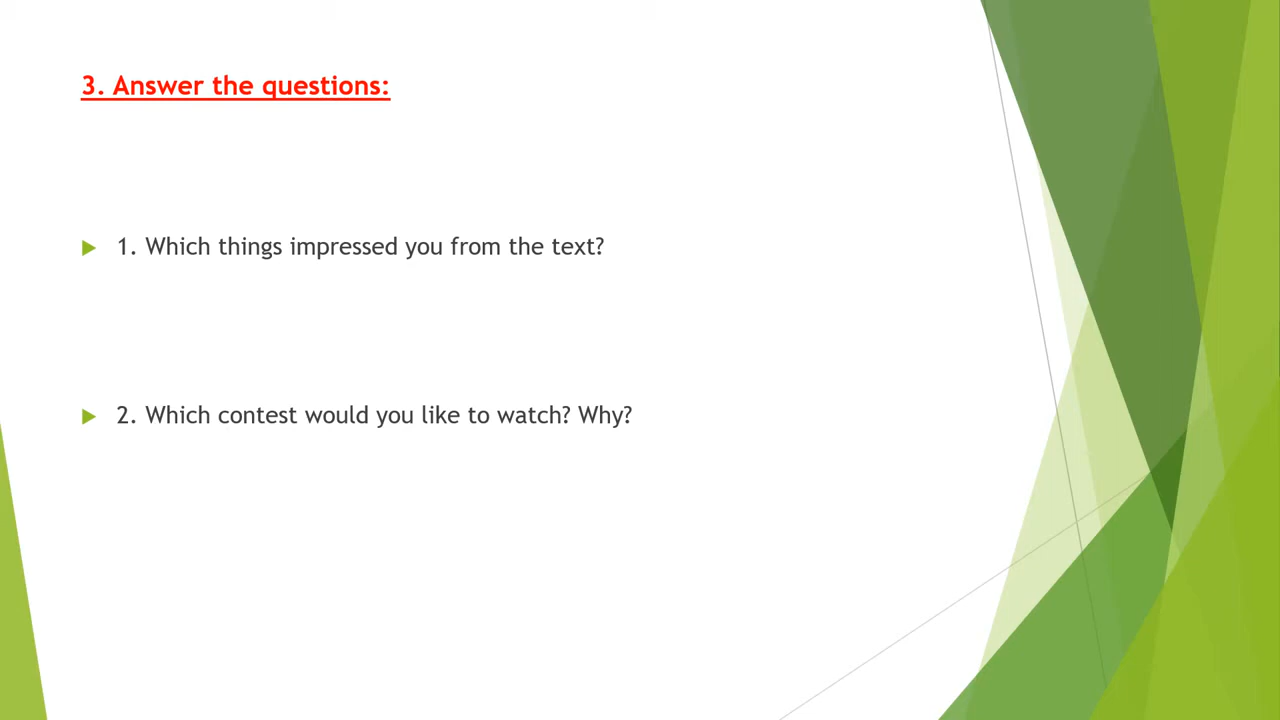 3. Answer the questions:
1. Which things impressed you from the text?
2. Which contest would you like to watch? Why?